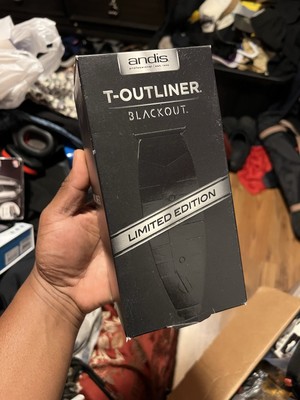 andis
T-OUTLINER
BLACKOUT
LIMITED EDITION